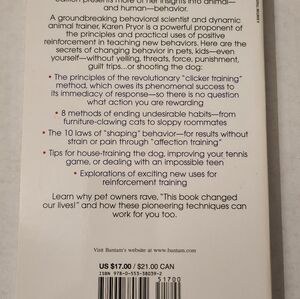 edition presents more of her insights into animal—
and human—behavior.
A groundbreaking behavioral scientist and dynamic
animal trainer, Karen Pryor is a powerful proponent of
the principles and practical uses of positive
reinforcement in teaching new behaviors. Here are the
secrets of changing behavior in pets, kids—even
yourself—without yelling, threats, force, punishment,
guilt trips...or shooting the dog:
• The principles of the revolutionary "clicker training"
method, which owes its phenomenal success to
its immediacy of response—so there is no question
what action you are rewarding
• 8 methods of ending undesirable habits—from
furniture-clawing cats to sloppy roommates
• The 10 laws of "shaping" behavior—for results without
strain or pain through "affection training"
• Tips for house-training the dog, improving your tennis
game, or dealing with an impossible teen
• Explorations of exciting new uses for
reinforcement training
Learn why pet owners rave, "This book changed
our lives!" and how these pioneering techniques can
work for you too.
Visit Bantam's website at www.bantam.com.
US $17.00 / $21.00 CAN
ISBN 978-0-553-38039-2
51700